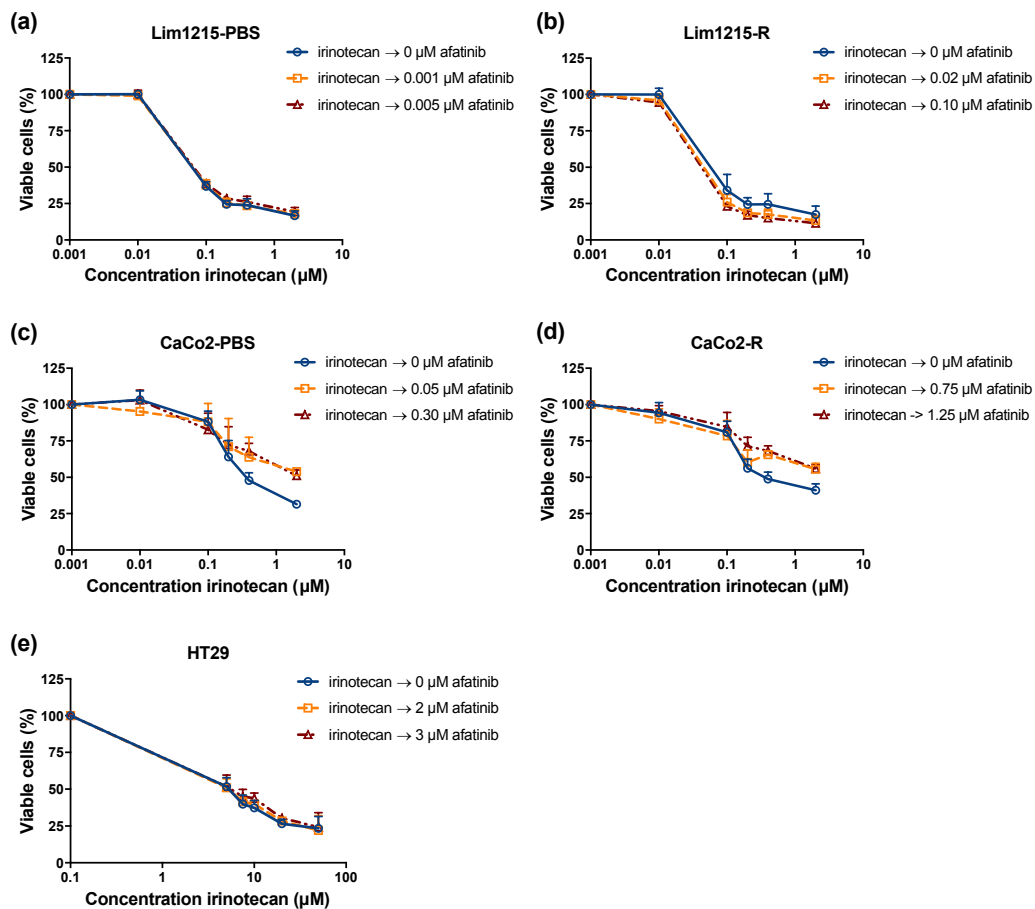 (a)
Lim1215-PBS
irinotecan → 0 µM afatinib
irinotecan → 0.001 µM afatinib
irinotecan → 0.005 µM afatinib
125
100
75
50
25
0
Viable cells (%)
0.001 0.01 0.1 1 10
Concentration irinotecan (µM)
(b)
Lim1215-R
irinotecan → 0 µM afatinib
irinotecan → 0.02 µM afatinib
irinotecan → 0.10 µM afatinib
125
100
75
50
25
0
Viable cells (%)
0.001 0.01 0.1 1 10
Concentration irinotecan (µM)
(c)
CaCo2-PBS
irinotecan → 0 µM afatinib
irinotecan → 0.05 µM afatinib
irinotecan → 0.30 µM afatinib
125
100
75
50
25
0
Viable cells (%)
0.001 0.01 0.1 1 10
Concentration irinotecan (µM)
(d)
CaCo2-R
irinotecan → 0 µM afatinib
irinotecan → 0.75 µM afatinib
irinotecan -> 1.25 µM afatinib
125
100
75
50
25
0
Viable cells (%)
0.001 0.01 0.1 1 10
Concentration irinotecan (µM)
(e)
HT29
irinotecan → 0 µM afatinib
irinotecan → 2 µM afatinib
irinotecan → 3 µM afatinib
125
100
75
50
25
0
Viable cells (%)
0.1 1 10 100
Concentration irinotecan (µM)